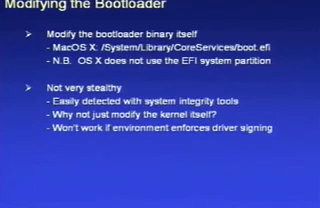 Modifying the Bootloader
Modify the bootloader binary itself
- MacOS X: /System/Library/CoreServices/boot.efi
- N.B. OS X does not use the EFI system partition
Not very stealthy
- Easily detected with system integrity tools
- Why not just modify the kernel itself?
- Won't work if environment enforces driver signing